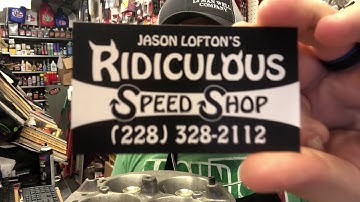 JASON LOFTON'S
RIDICULOUS
SPEED SHOP
(228) 328-2112